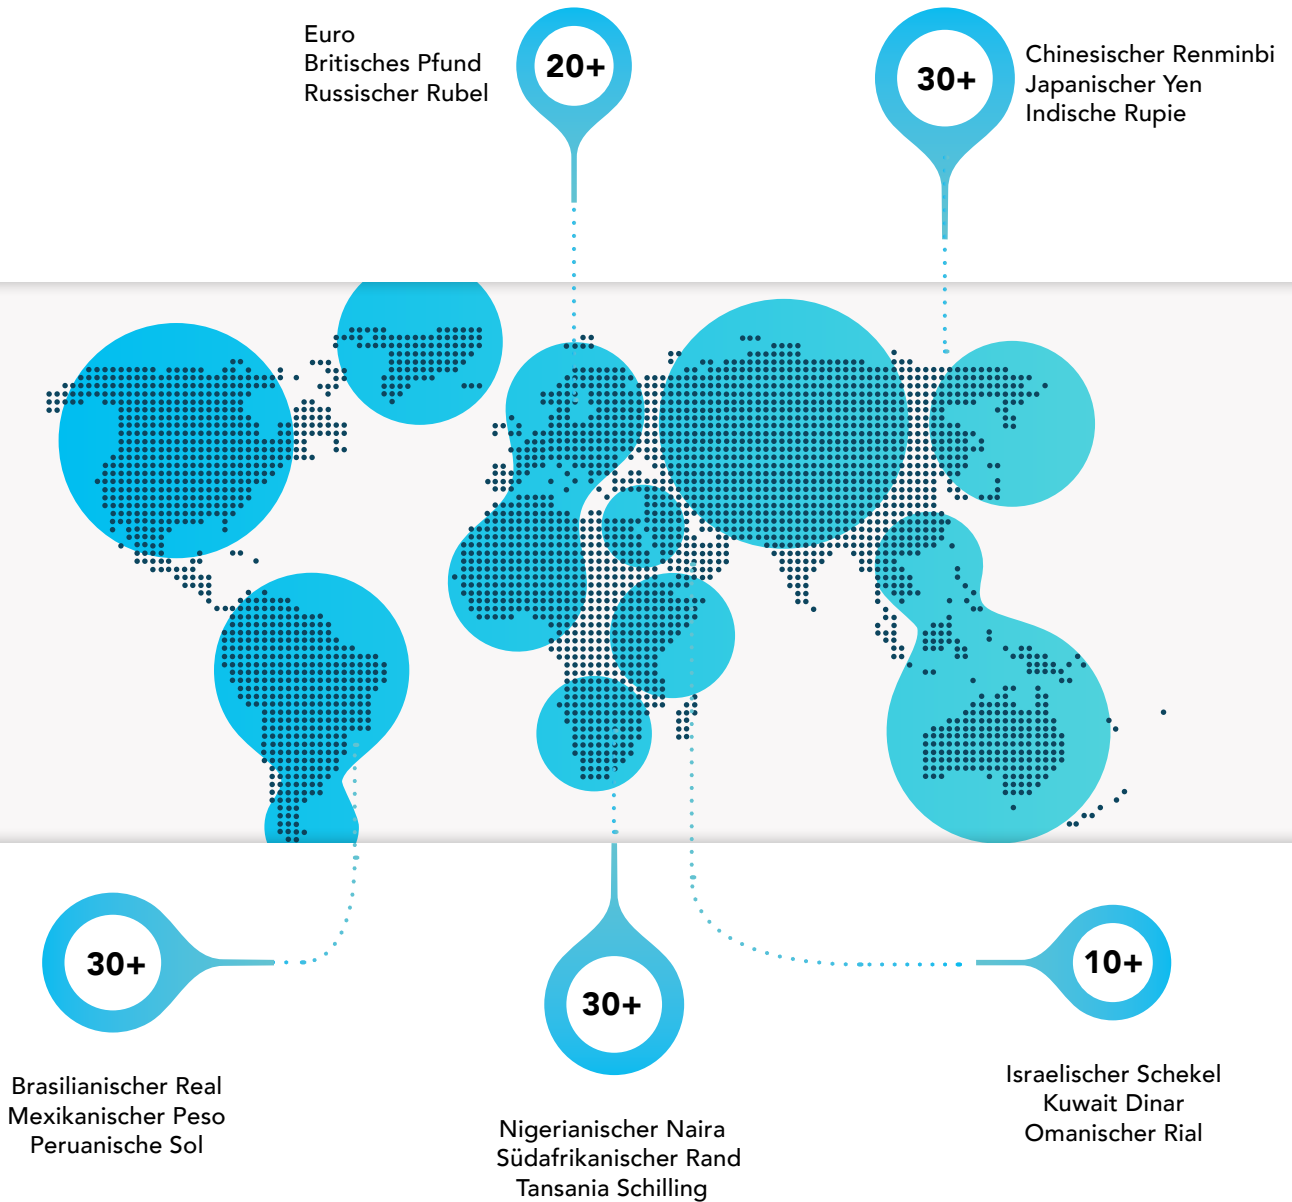 Euro
Britisches Pfund
Russischer Rubel
20+
30+
Chinesischer Renminbi
Japanischer Yen
Indische Rupie
30+
Brasilianischer Real
Mexikanischer Peso
Peruanische Sol
30+
Nigerianischer Naira
Südafrikanischer Rand
Tansania Schilling
10+
Israelischer Schekel
Kuwait Dinar
Omanischer Rial